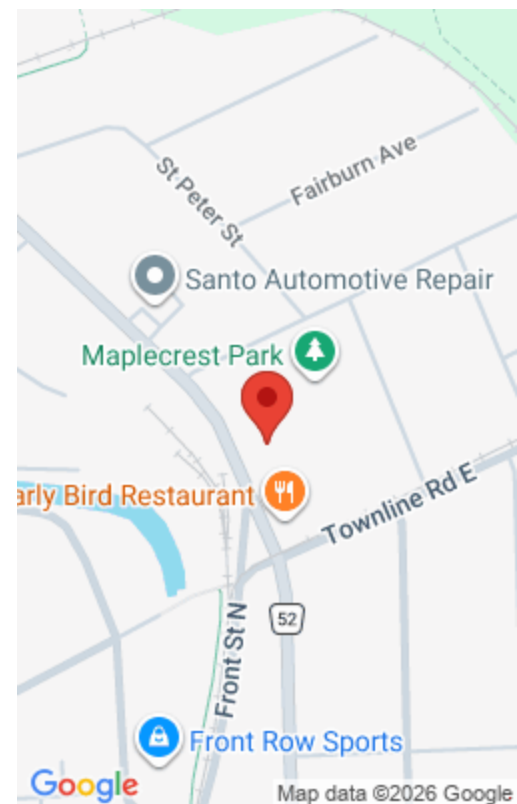 St Peter St
Fairburn Ave
Santo Automotive Repair
Maplecrest Park
arly Bird Restaurant
Townline Rd E
52
Front St N
Front Row Sports
Google
Map data ©2026 Google